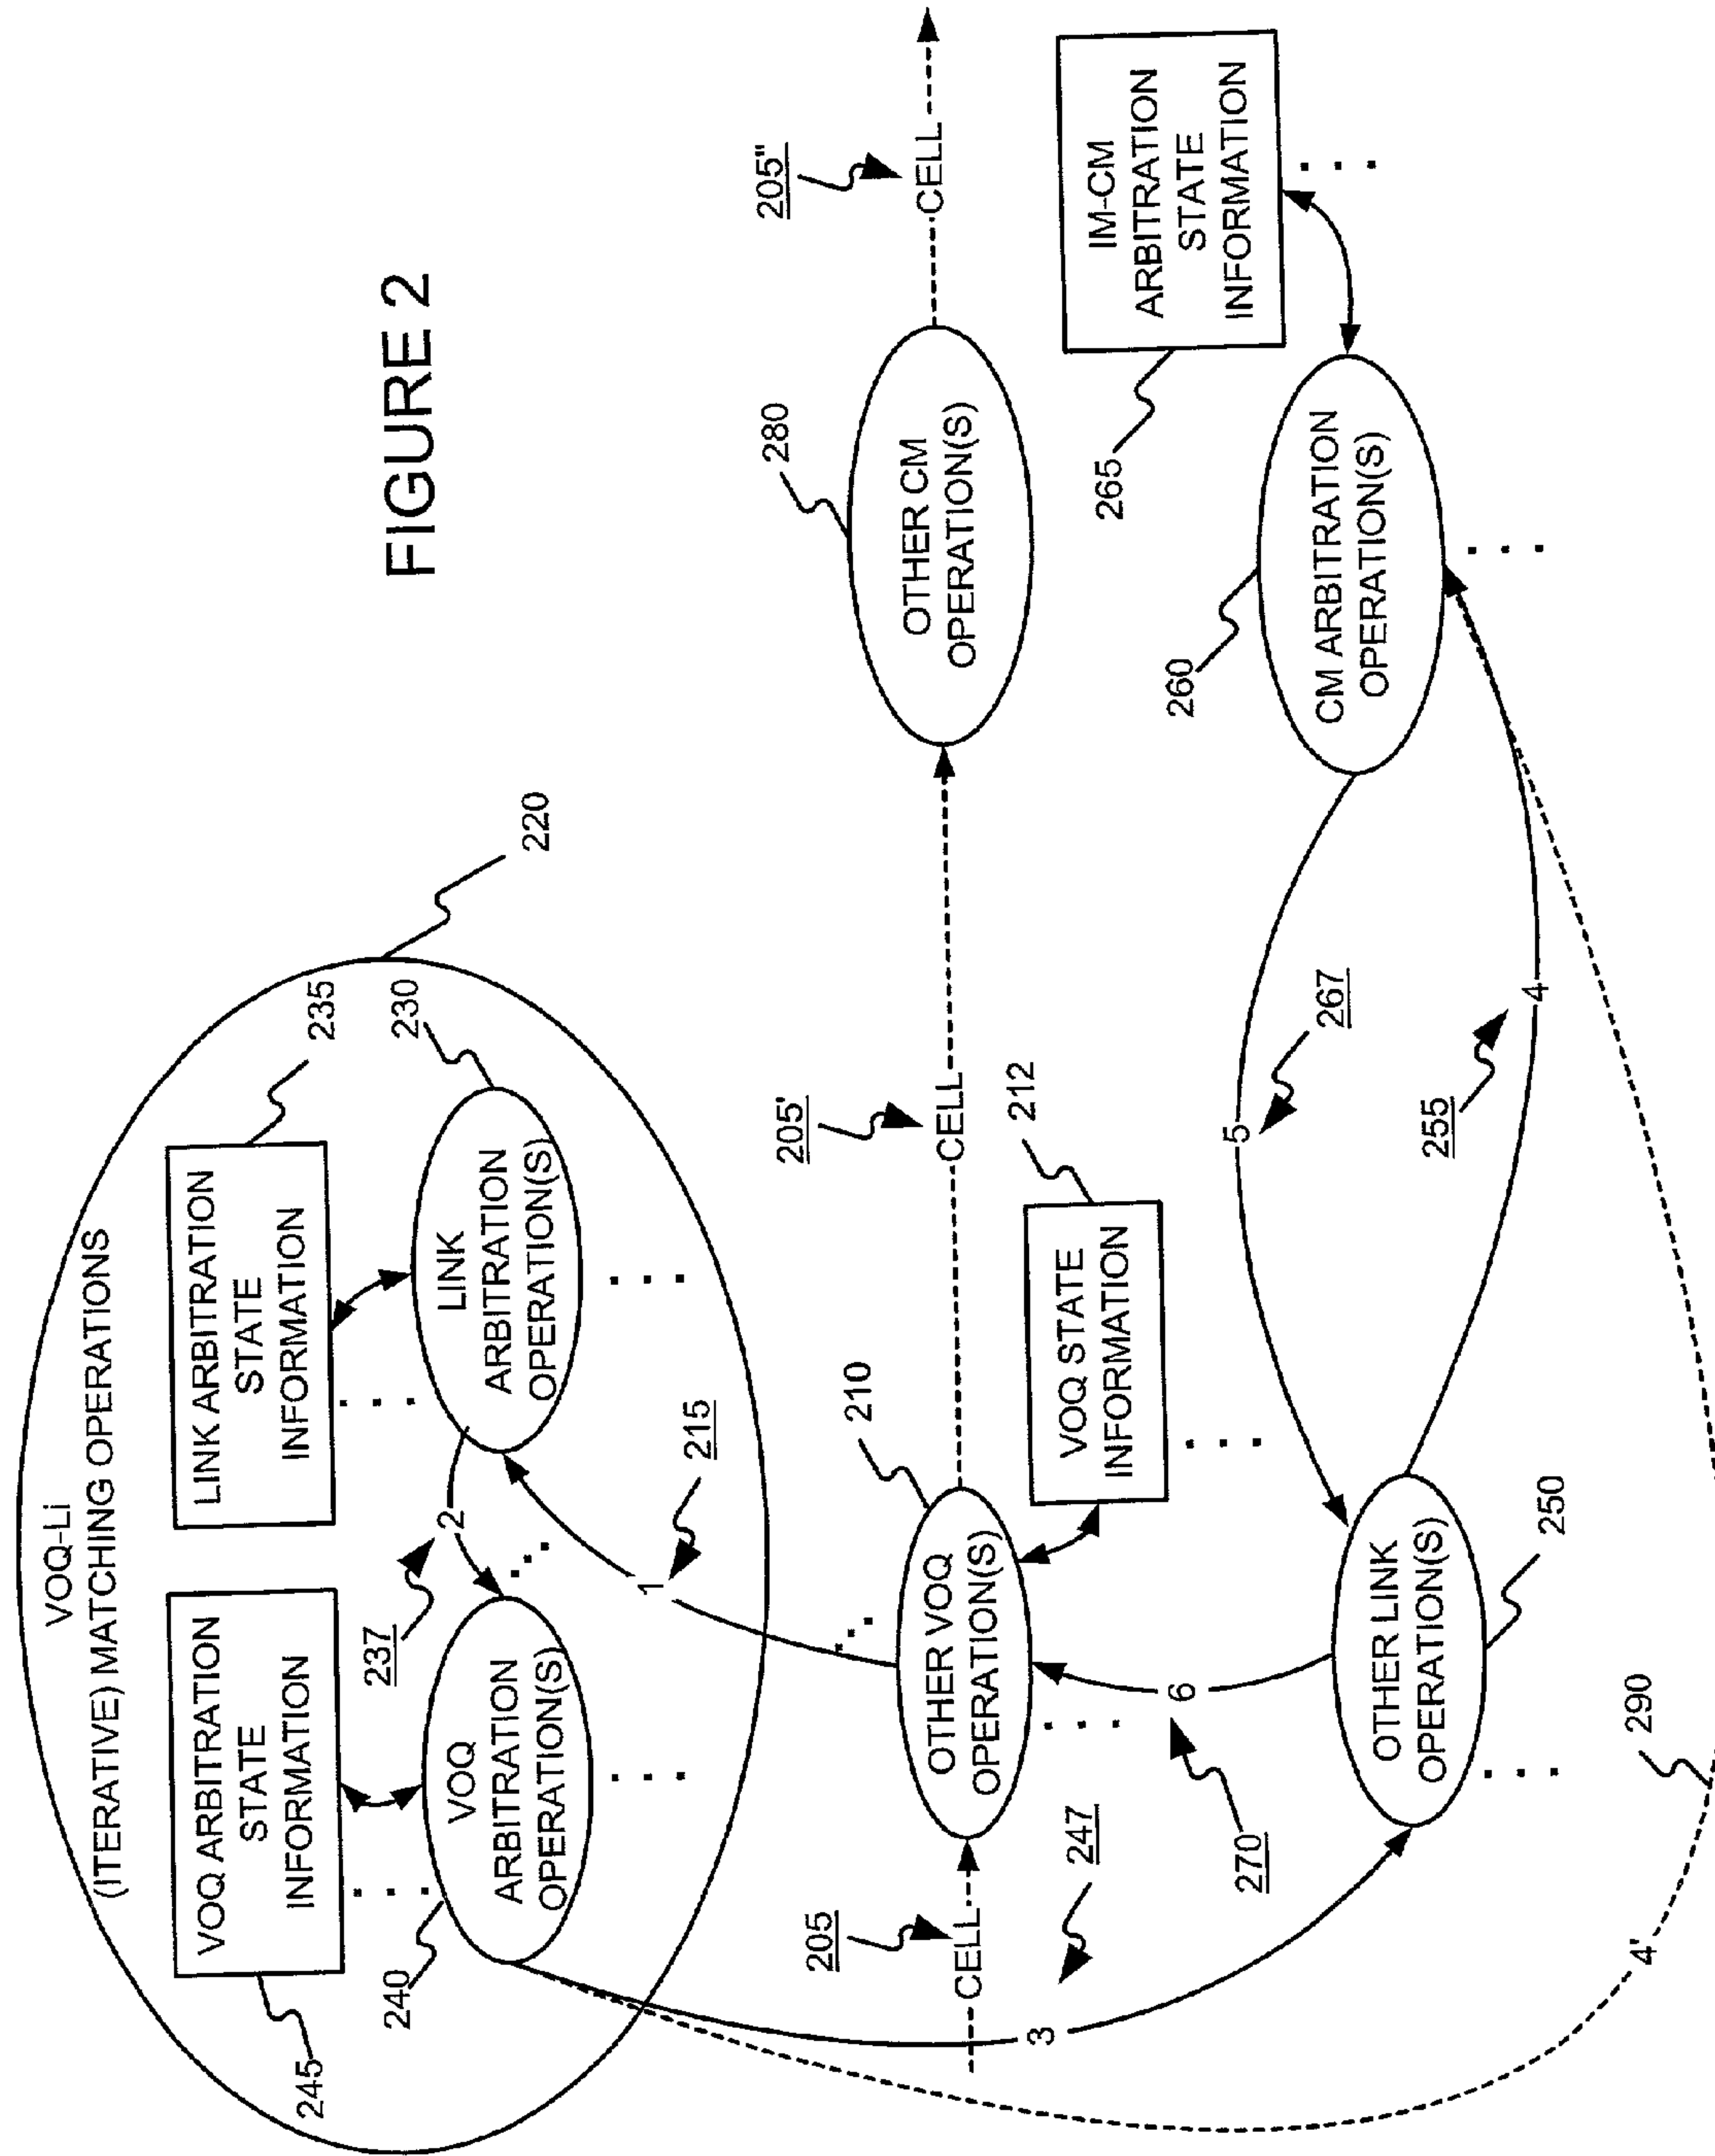 FIGURE 2
VOQ-Li
(ITERATIVE) MATCHING OPERATIONS
220
VOQ ARBITRATION
STATE
INFORMATION
245
LINK ARBITRATION
STATE
INFORMATION
235
230
240
VOQ
ARBITRATION
OPERATION(S)
237
2
LINK
ARBITRATION
OPERATION(S)
1
215
205
CELL
210
OTHER VOQ
OPERATION(S)
205'
CELL
280
OTHER CM
OPERATION(S)
205"
CELL
3
247
212
VOQ STATE
INFORMATION
6
270
5
267
260
CM ARBITRATION
OPERATION(S)
265
IM-CM
ARBITRATION
STATE
INFORMATION
OTHER LINK
OPERATION(S)
250
255
4
4'
290